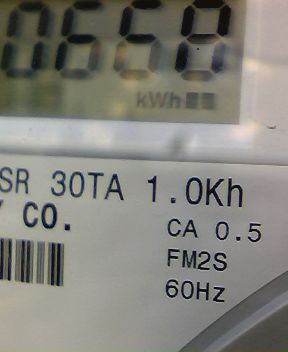 0658
kWh
SR 30TA 1.0Kh
Y CO.
CA 0.5
FM2S
60Hz